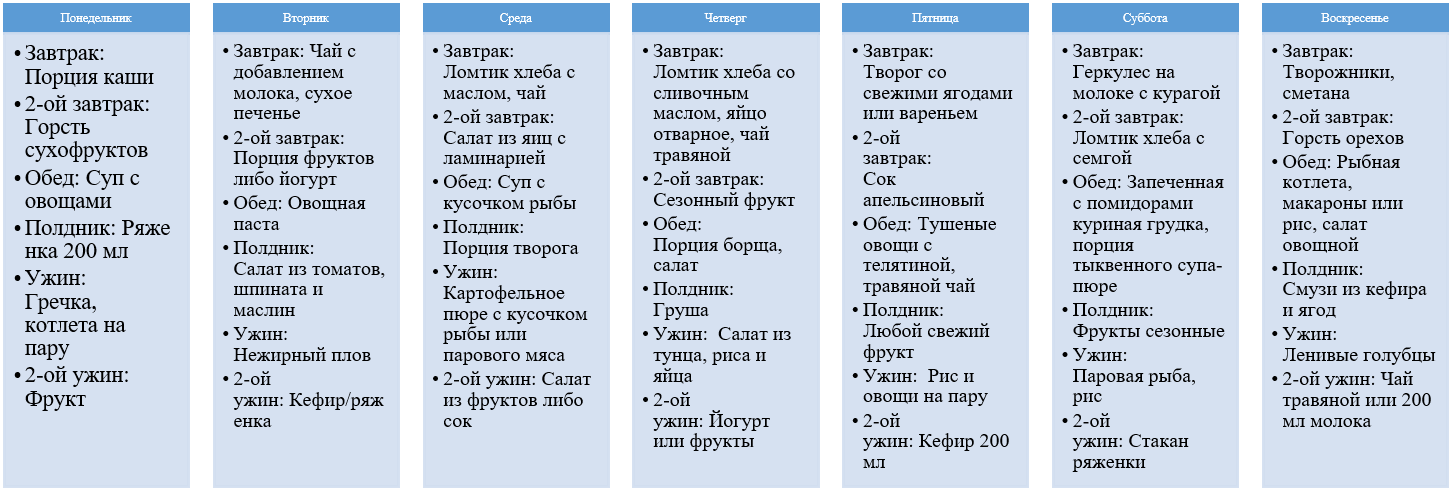 Понедельник
• Завтрак:
Порция каши
• 2-ой завтрак:
Горсть
сухофруктов
• Обед: Суп с
овощами
• Полдник: Ряже
нка 200 мл
• Ужин:
Гречка,
котлета на
пару
• 2-ой ужин:
Фрукт
Вторник
• Завтрак: Чай с
добавлением
молока, сухое
печенье
• 2-ой завтрак:
Порция фруктов
либо йогурт
• Обед: Овощная
паста
• Полдник:
Салат из томатов,
шпината и
маслин
• Ужин:
Нежирный плов
• 2-ой
ужин: Кефир/ряж
енка
Среда
• Завтрак:
Ломтик хлеба с
маслом, чай
• 2-ой завтрак:
Салат из яиц с
ламинарией
• Обед: Суп с
кусочком рыбы
• Полдник:
Порция творога
• Ужин:
Картофельное
пюре с кусочком
рыбы или
парового мяса
• 2-ой ужин: Салат
из фруктов либо
сок
Четверг
• Завтрак:
Ломтик хлеба со
сливочным
маслом, яйцо
отварное, чай
травяной
• 2-ой завтрак:
Сезонный фрукт
• Обед:
Порция борща,
салат
• Полдник:
Груша
• Ужин: Салат из
тунца, риса и
яйца
• 2-ой
ужин: Йогурт
или фрукты
Пятница
• Завтрак:
Творог со
свежими ягодами
или вареньем
• 2-ой
завтрак:
Сок
апельсиновый
• Обед: Тушеные
овощи с
телятиной,
травяной чай
• Полдник:
Любой свежий
фрукт
• Ужин: Рис и
овощи на пару
• 2-ой
ужин: Кефир 200
мл
Суббота
• Завтрак:
Геркулес на
молоке с курагой
• 2-ой завтрак:
Ломтик хлеба с
семгой
• Обед: Запеченная
с помидорами
куриная грудка,
порция
тыквенного супа-
пюре
• Полдник:
Фрукты сезонные
• Ужин:
Паровая рыба,
рис
• 2-ой
ужин: Стакан
ряженки
Воскресенье
• Завтрак:
Творожники,
сметана
• 2-ой завтрак:
Горсть орехов
• Обед: Рыбная
котлета,
макароны или
рис, салат
овощной
• Полдник:
Смузи из кефира
и ягод
• Ужин:
Ленивые голубцы
• 2-ой ужин: Чай
травяной или 200
мл молока